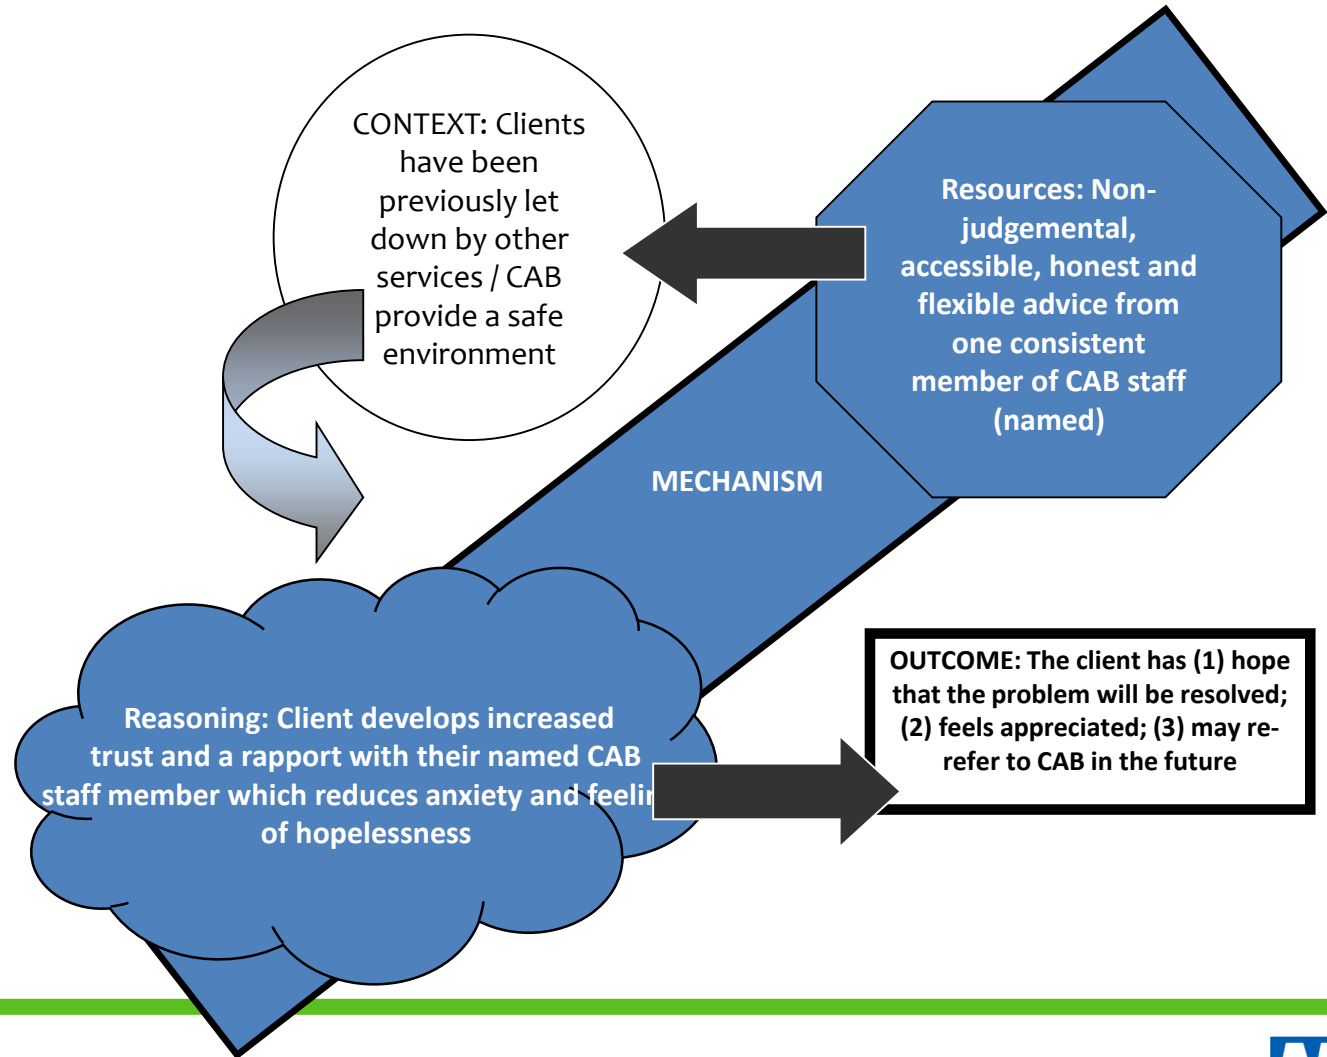 CONTEXT: Clients
have been
previously let
down by other
services / CAB
provide a safe
environment
Resources: Non-
judgemental,
accessible, honest and
flexible advice from
one consistent
member of CAB staff
(named)
MECHANISM
Reasoning: Client develops increased
trust and a rapport with their named CAB
staff member which reduces anxiety and
of hopelessness
OUTCOME: The client has (1) hope
that the problem will be resolved;
(2) feels appreciated; (3) may re-
refer to CAB in the future